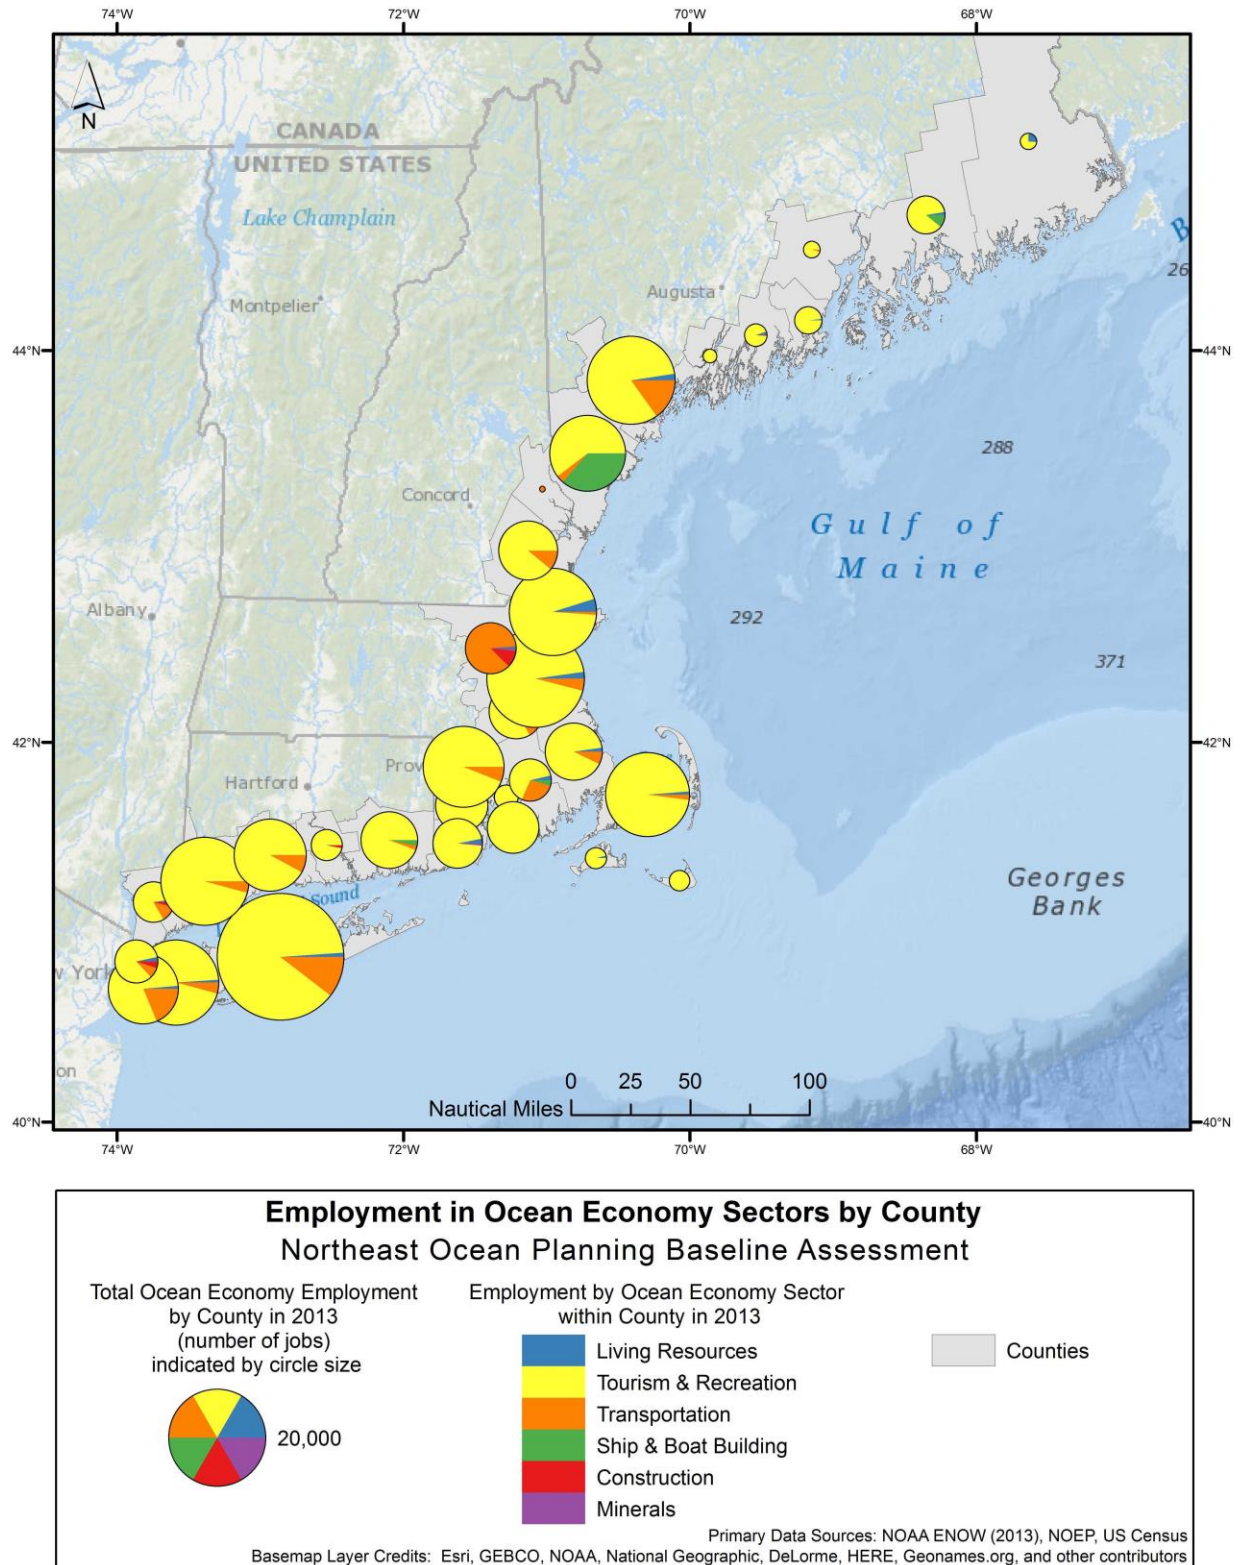 74°W 72°W 70°W 68°W
N
CANADA
UNITED STATES
Lake Champlain
Montpelier
Augusta
B
26
44°N 44°N
288
Concord
Gulf of
Maine
Albany
292
371
42°N 42°N
Hartford
Prov
Georges
Bank
Sound
w York
on
0 25 50 100
Nautical Miles
40°N 40°N
74°W 72°W 70°W 68°W
Employment in Ocean Economy Sectors by County
Northeast Ocean Planning Baseline Assessment
Total Ocean Economy Employment
by County in 2013
(number of jobs)
indicated by circle size
20,000
Employment by Ocean Economy Sector
within County in 2013
Living Resources
Tourism & Recreation
Transportation
Ship & Boat Building
Construction
Minerals
Counties
Primary Data Sources: NOAA ENOW (2013), NOEP, US Census
Basemap Layer Credits: Esri, GEBCO, NOAA, National Geographic, DeLorme, HERE, Geonames.org, and other contributors